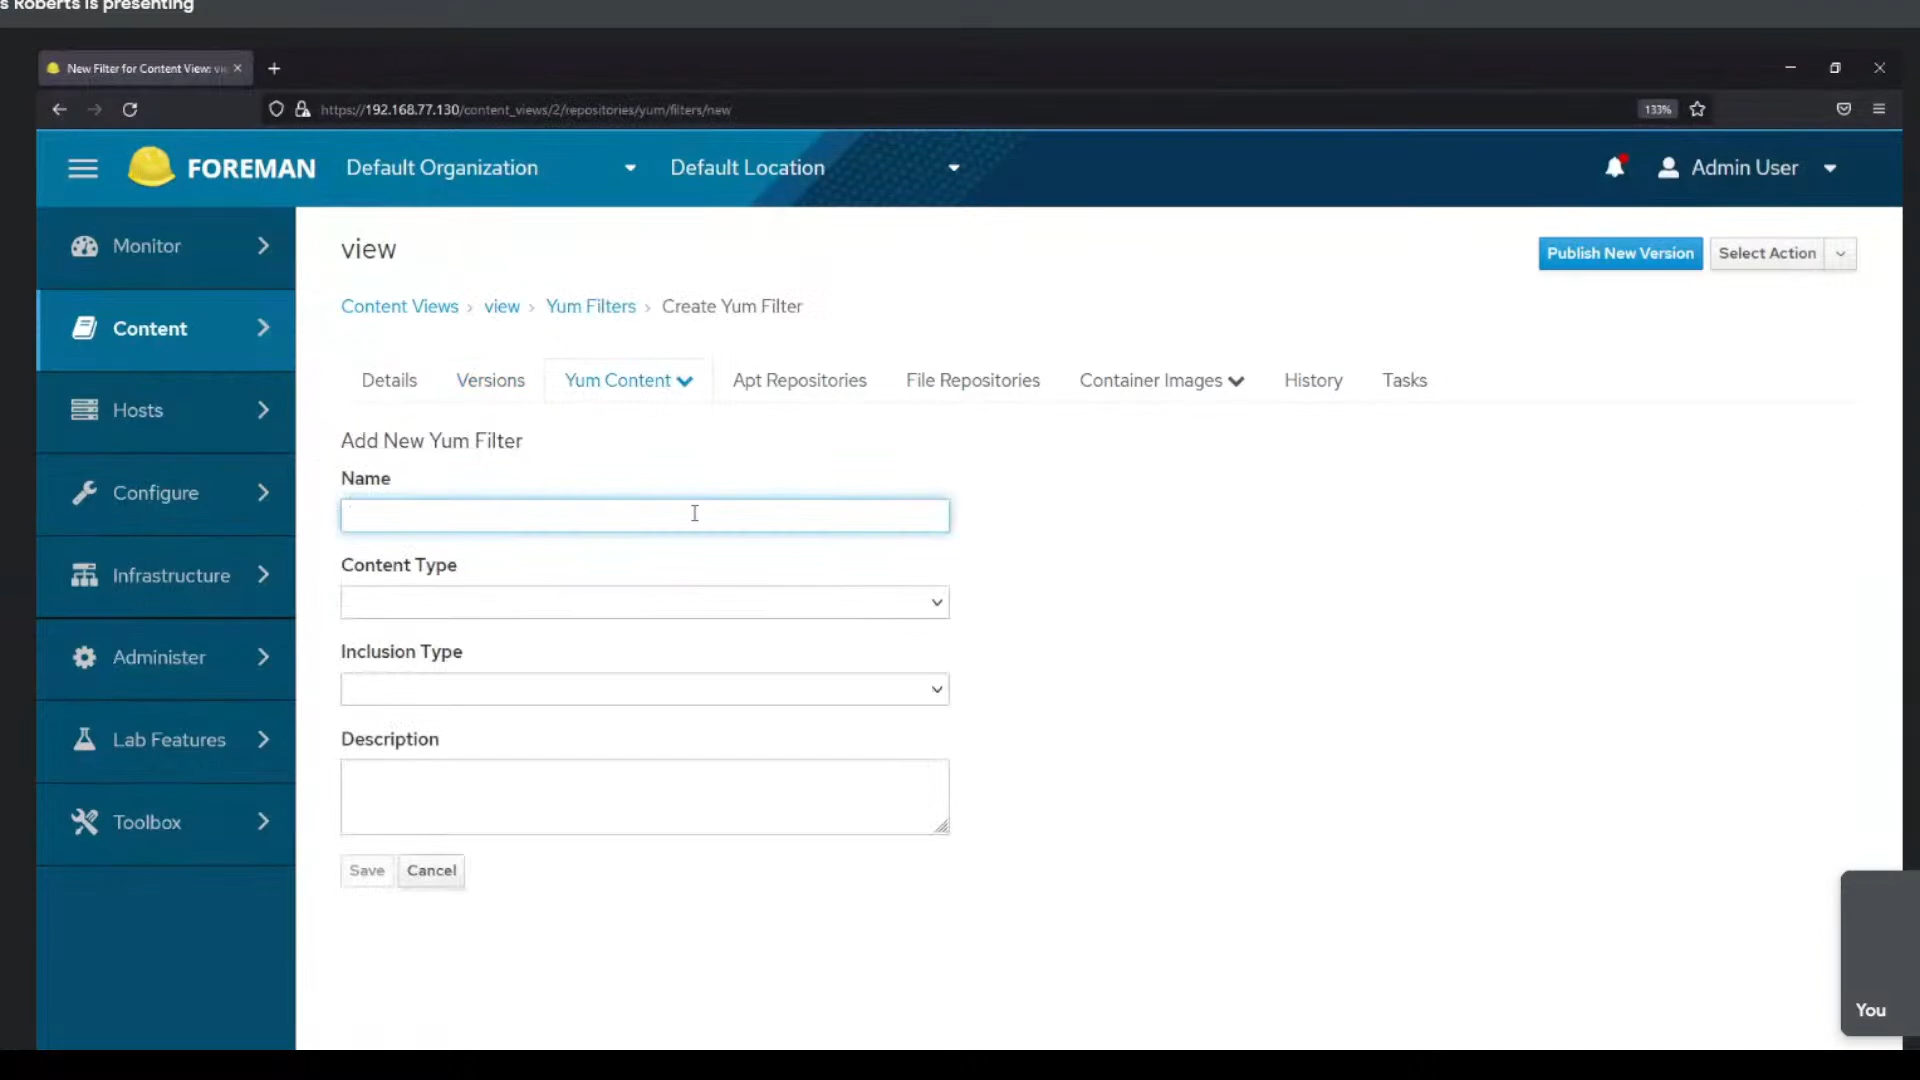 Roberts is presenting
New Filter for Content View:
https://192.168.77.130/content_views/2/repositories/yum/filters/new
133%
FOREMAN
Default Organization
Default Location
Admin User
Monitor
Content
Hosts
Configure
Infrastructure
Administer
Lab Features
Toolbox
view
Publish New Version
Select Action
Content Views › view › Yum Filters › Create Yum Filter
Details
Versions
Yum Content
Apt Repositories
File Repositories
Container Images
History
Tasks
Add New Yum Filter
Name
Content Type
Inclusion Type
Description
Save
Cancel
You